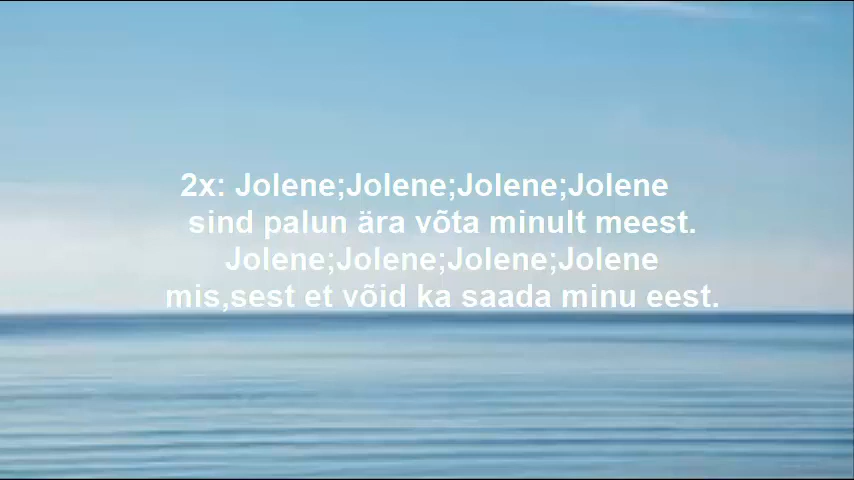 2x: Jolene;Jolene;Jolene;Jolene
sind palun ära võta minult meest.
Jolene;Jolene;Jolene;Jolene
mis,sest et võid ka saada minu eest.